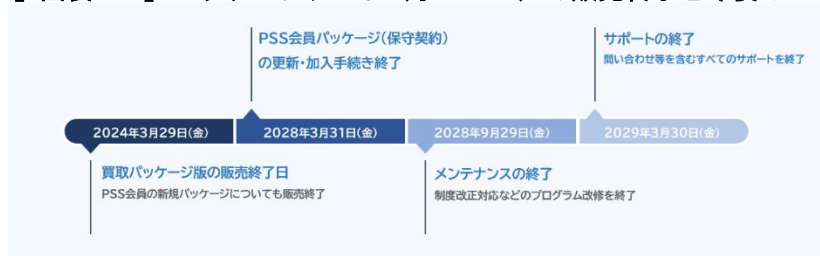 PSS会員パッケージ（保守契約）
の更新・加入手続き終了
サポートの終了
問い合わせ等を含むすべてのサポートを終了
2024年3月29日(金)
2028年3月31日(金)
2028年9月29日(金)
2029年3月30日(金)
買取パッケージ版の販売終了日
PSS会員の新規パッケージについても販売終了
メンテナンスの終了
制度改正対応などのプログラム改修を終了